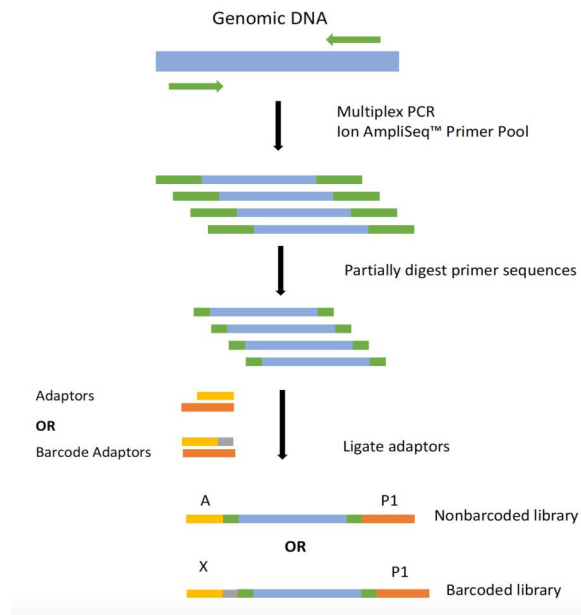 Genomic DNA
Multiplex PCR
Ion AmpliSeq™ Primer Pool
Partially digest primer sequences
Adaptors
OR
Barcode Adaptors
Ligate adaptors
A
P1
Nonbarcoded library
OR
X
P1
Barcoded library